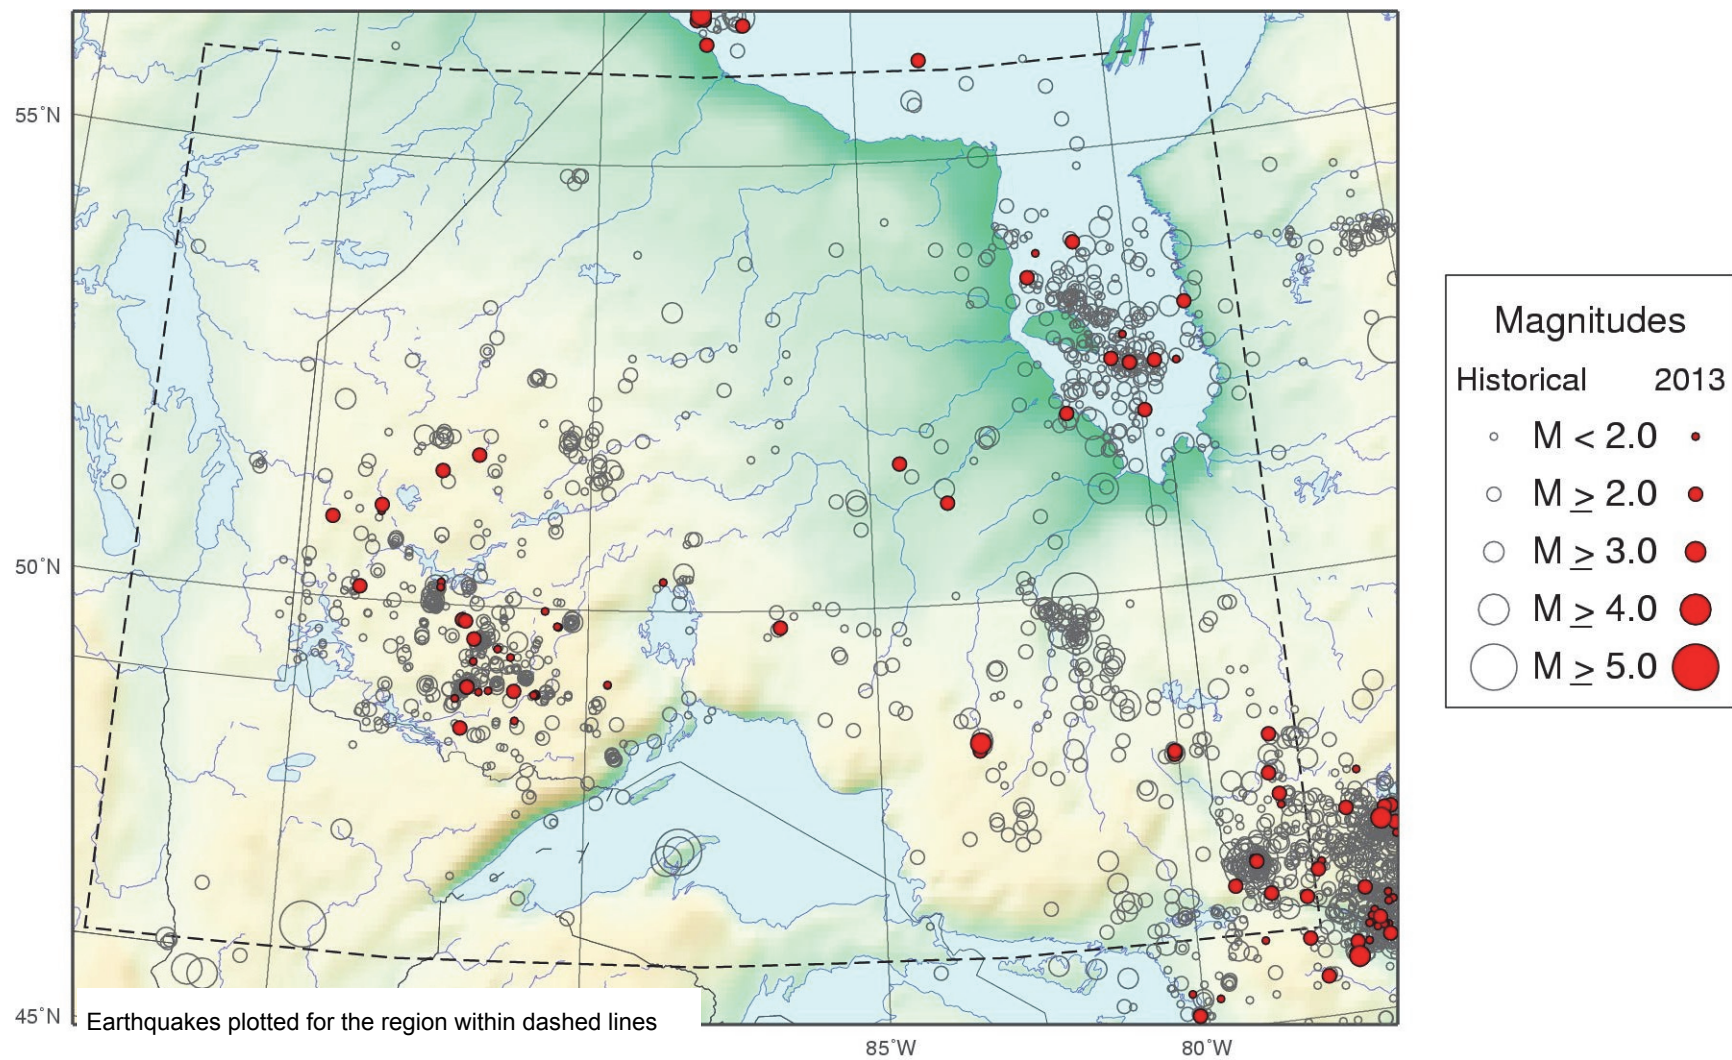 55°N
50°N
45°N
85°W
80°W
Earthquakes plotted for the region within dashed lines
Magnitudes
Historical 2013
M < 2.0
M ≥ 2.0
M ≥ 3.0
M ≥ 4.0
M ≥ 5.0